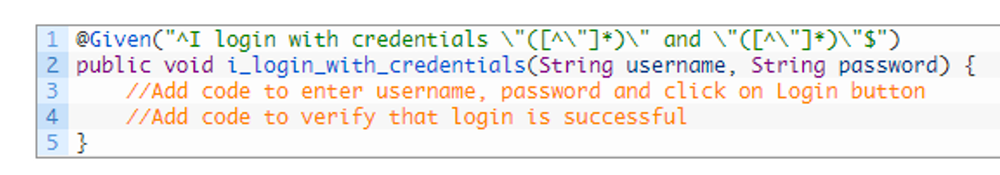 1 @Given("^I login with credentials \"([^\"]*)\" and \"([^\"]*)\"$")
2 public void i_login_with_credentials(String username, String password) {
3 //Add code to enter username, password and click on Login button
4 //Add code to verify that login is successful
5 }